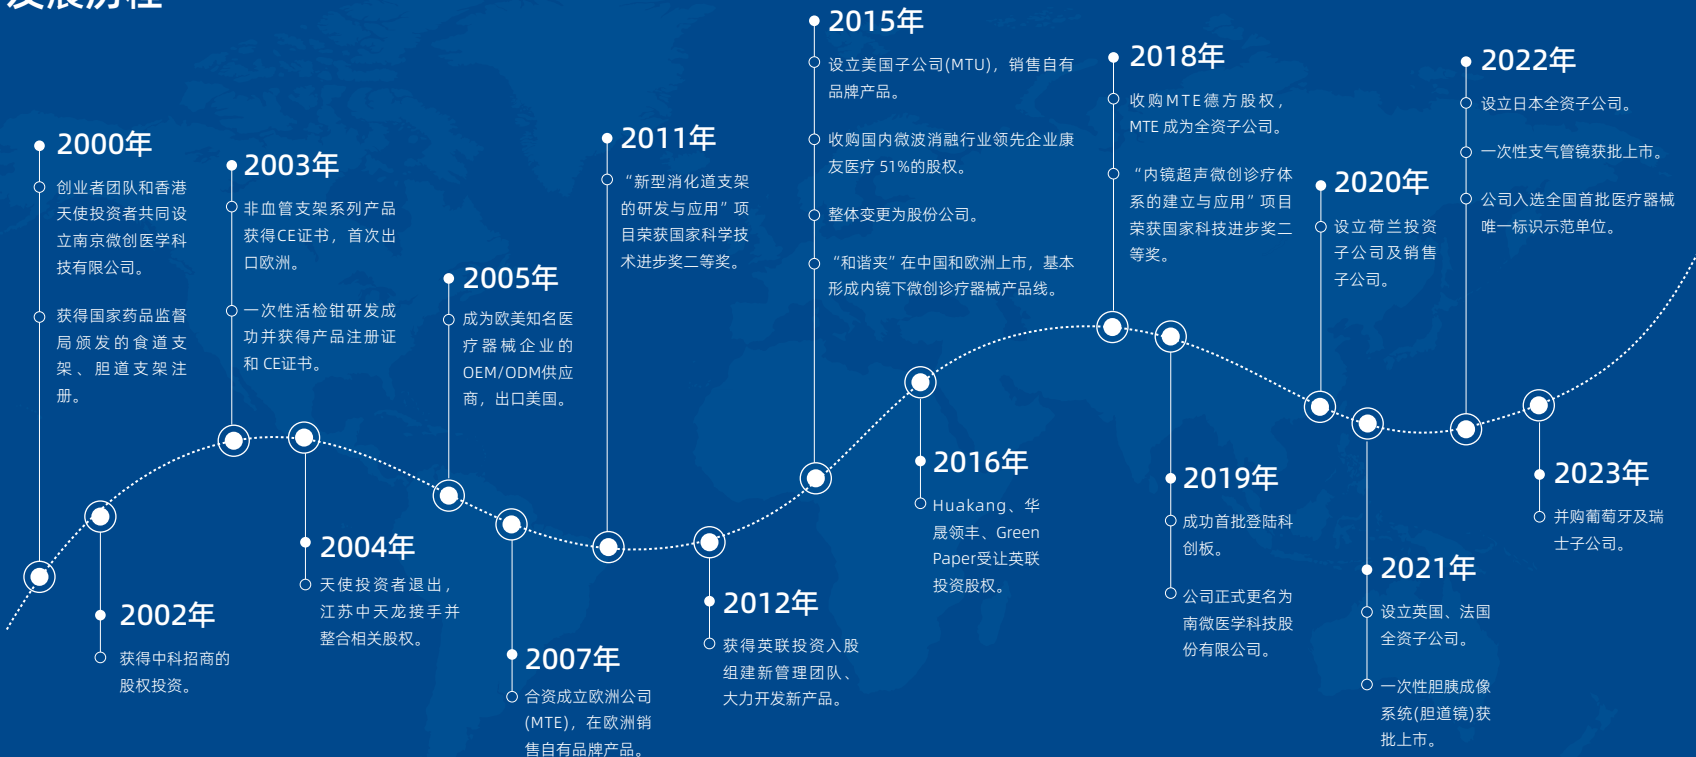 发展历程
2000年
创业者团队和香港
天使投资者共同设
立南京微创医学科
技有限公司。
获得国家药品监督
局颁发的食道支
架、胆道支架注
册。
2002年
获得中科招商的
股权投资。
2003年
非血管支架系列产品
获得CE证书，首次出
口欧洲。
一次性活检钳研发成
功并获得产品注册证
和 CE证书。
2004年
天使投资者退出，
江苏中天龙接手并
整合相关股权。
2005年
成为欧美知名医
疗器械企业的
OEM/ODM供应
商，出口美国。
2007年
合资成立欧洲公司
(MTE)，在欧洲销
售自有品牌产品。
2011年
“新型消化道支架
的研发与应用”项
目荣获国家科学技
术进步奖二等奖。
2012年
获得英联投资入股
组建新管理团队、
大力开发新产品。
2015年
设立美国子公司(MTU)，销售自有
品牌产品。
收购国内微波消融行业领先企业康
友医疗 51%的股权。
整体变更为股份公司。
“和谐夹”在中国和欧洲上市，基本
形成内镜下微创诊疗器械产品线。
2016年
Huakang、华
晟领丰、Green
Paper受让英联
投资股权。
2018年
收购MTE德方股权，
MTE 成为全资子公司。
“内镜超声微创诊疗体
系的建立与应用”项目
荣获国家科技进步奖二
等奖。
2019年
成功首批登陆科
创板。
公司正式更名为
南微医学科技股
份有限公司。
2020年
设立荷兰投资
子公司及销售
子公司。
2021年
设立英国、法国
全资子公司。
一次性胆胰成像
系统(胆道镜)获
批上市。
2022年
设立日本全资子公司。
一次性支气管镜获批上市。
公司入选全国首批医疗器械
唯一标识示范单位。
2023年
并购葡萄牙及瑞
士子公司。